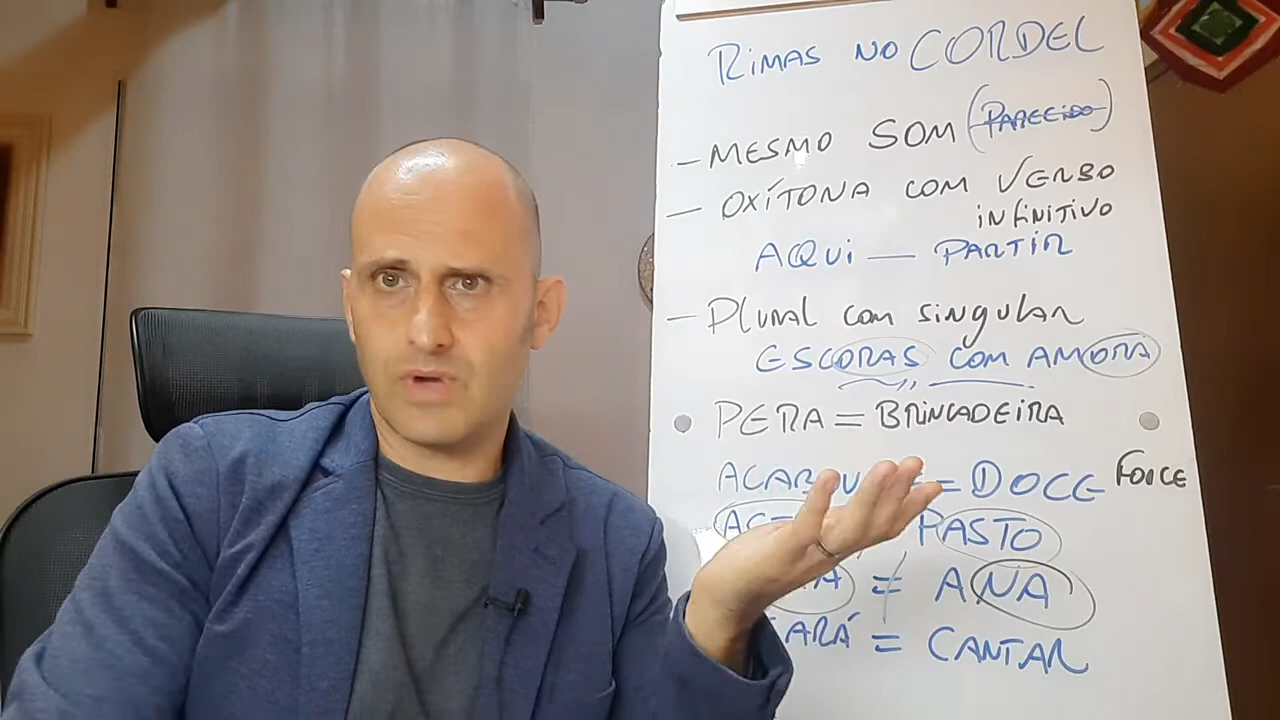 RIMAS NO CORDEL
- MESMO SOM (PARECIDO)
- OXÍTONA COM VERBO
INFINITIVO
AQUI — PARTIR
- Plural com singular
ESCORAS COM AMORA
PERA = BRINCADEIRA
= DOCE FOICE
PASTO
= ANA
CARÁ = CANTAR